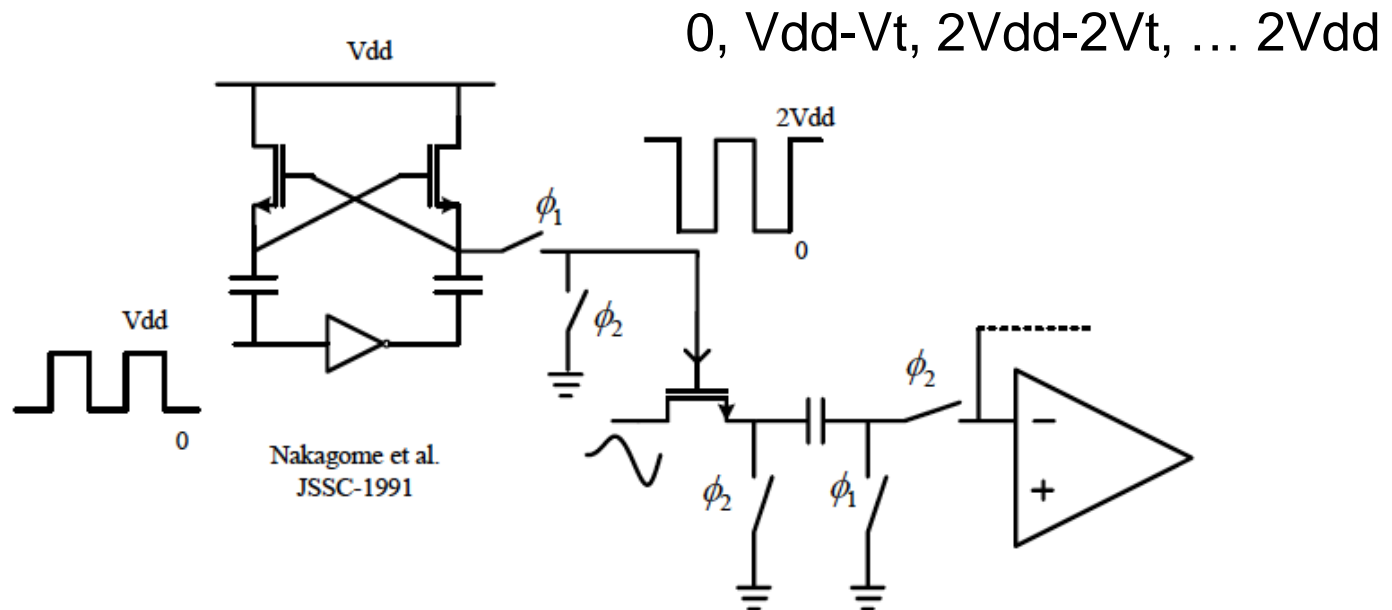 0, Vdd-Vt, 2Vdd-2Vt, … 2Vdd
Vdd
2Vdd
ϕ1
0
ϕ2
Vdd
0
ϕ2
Nakagome et al.
JSSC-1991
−
+
ϕ2
ϕ1